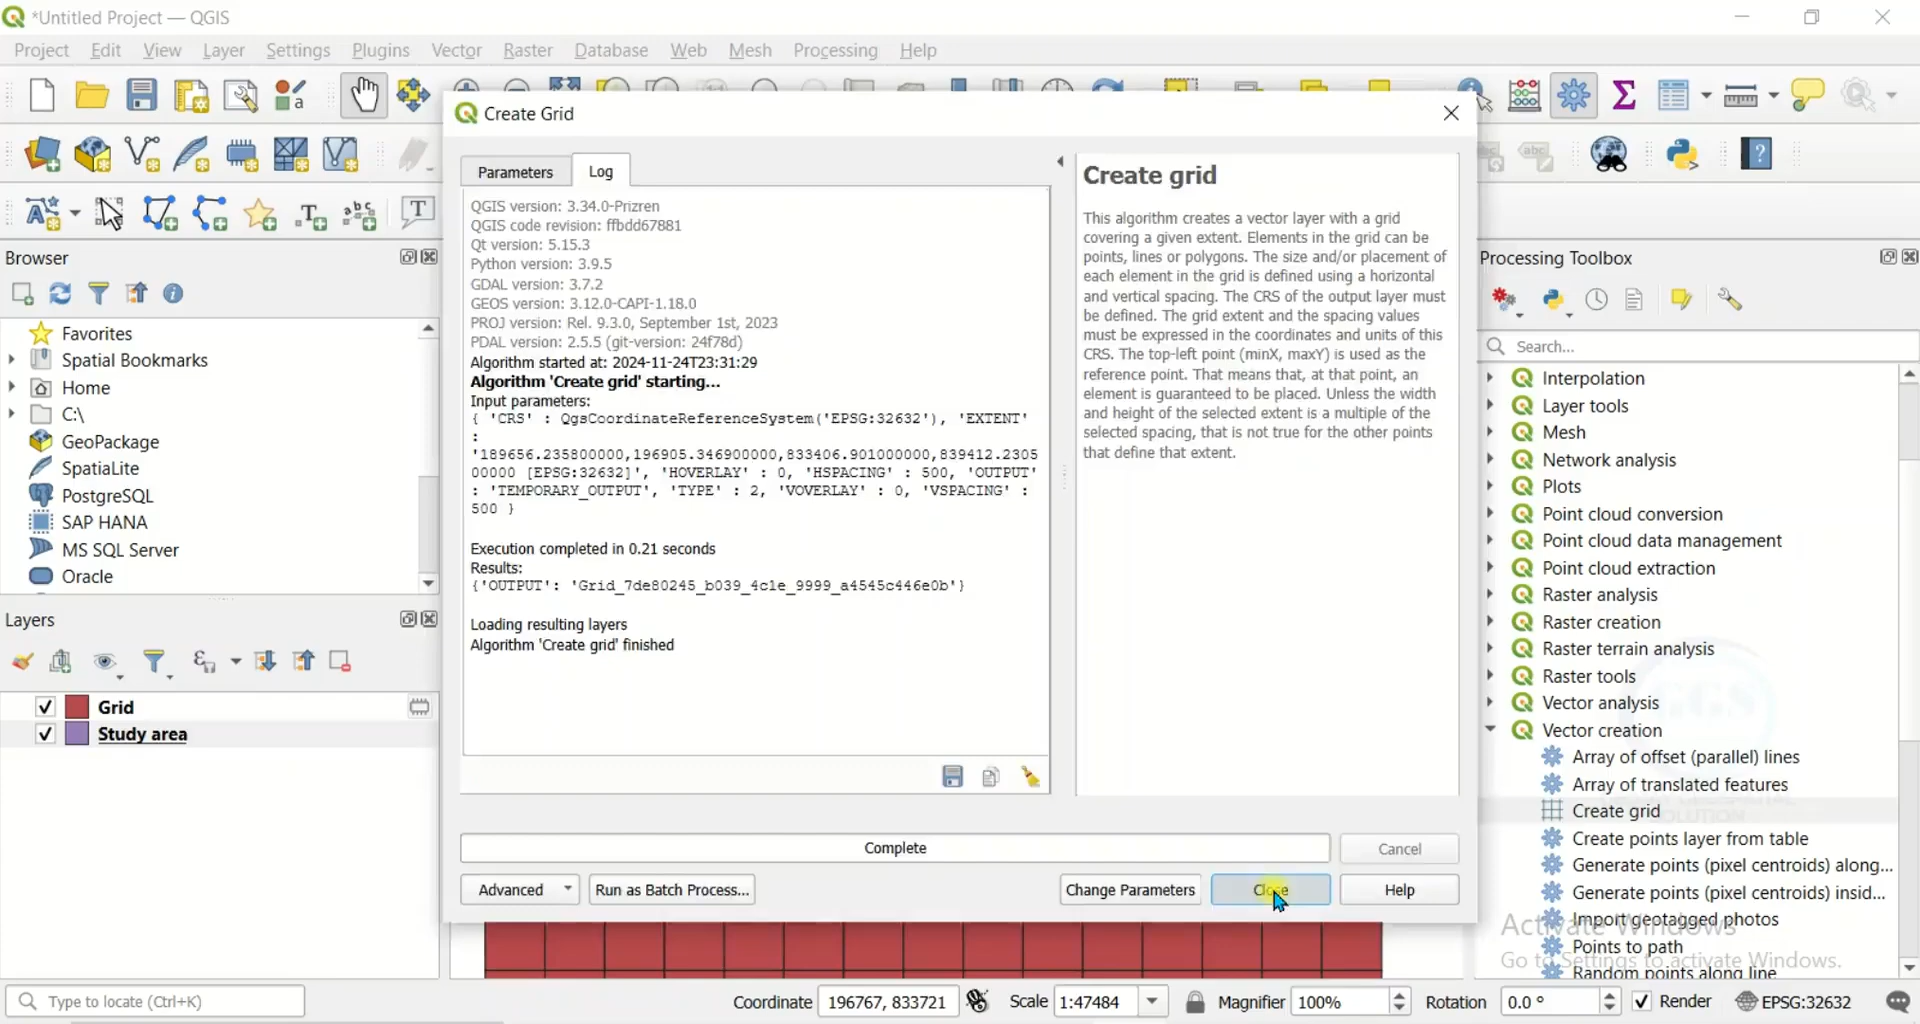 *Untitled Project — QGIS
Project Edit View Layer Settings Plugins Vector Raster Database Web Mesh Processing Help
Create Grid
Parameters
Log
QGIS version: 3.34.0-Prizren
QGIS code revision: ffbdd67881
Qt version: 5.15.3
Python version: 3.9.5
GDAL version: 3.7.2
GEOS version: 3.12.0-CAPI-1.18.0
PROJ version: Rel. 9.3.0, September 1st, 2023
PDAL version: 2.5.5 (git-version: 24f78d)
Algorithm started at: 2024-11-24T23:31:29
Algorithm 'Create grid' starting...
Input parameters:
{ 'CRS' : QgsCoordinateReferenceSystem('EPSG:32632'), 'EXTENT'
:
'189656.235800000,196905.346900000,833406.901000000,839412.2305
00000 [EPSG:32632]', 'HOVERLAY' : 0, 'HSPACING' : 500, 'OUTPUT'
: 'TEMPORARY_OUTPUT', 'TYPE' : 2, 'VOVERLAY' : 0, 'VSPACING' :
500 }
Execution completed in 0.21 seconds
Results:
{'OUTPUT': 'Grid_7de80245_b039_4c1e_9999_a4545c446e0b'}
Loading resulting layers
Algorithm 'Create grid' finished
Create grid
This algorithm creates a vector layer with a grid
covering a given extent. Elements in the grid can be
points, lines or polygons. The size and/or placement of
each element in the grid is defined using a horizontal
and vertical spacing. The CRS of the output layer must
be defined. The grid extent and the spacing values
must be expressed in the coordinates and units of this
CRS. The top-left point (minX, maxY) is used as the
reference point. That means that, at that point, an
element is guaranteed to be placed. Unless the width
and height of the selected extent is a multiple of the
selected spacing, that is not true for the other points
that define that extent.
Complete
Cancel
Advanced
Run as Batch Process...
Change Parameters
Close
Help
Browser
Favorites
Spatial Bookmarks
Home
C:\
GeoPackage
SpatiaLite
PostgreSQL
SAP HANA
MS SQL Server
Oracle
Layers
Grid
Study area
Processing Toolbox
Search...
Interpolation
Layer tools
Mesh
Network analysis
Plots
Point cloud conversion
Point cloud data management
Point cloud extraction
Raster analysis
Raster creation
Raster terrain analysis
Raster tools
Vector analysis
Vector creation
Array of offset (parallel) lines
Array of translated features
Create grid
Create points layer from table
Generate points (pixel centroids) along...
Generate points (pixel centroids) insid...
Import geotagged photos
Points to path
Random points along line
Activate Windows
Go to Settings to activate Windows.
Type to locate (Ctrl+K)
Coordinate 196767, 833721
Scale 1:47484
Magnifier 100%
Rotation 0.0 °
Render
EPSG:32632